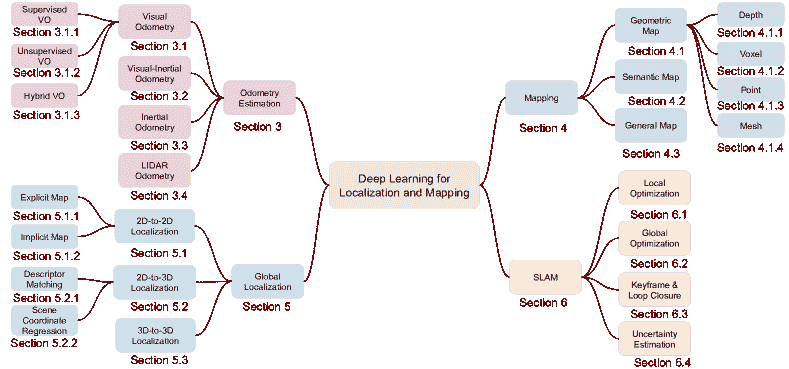 Deep Learning for
Localization and Mapping
Odometry
Estimation
Section 3
Visual
Odometry
Section 3.1
Supervised
VO
Section 3.1.1
Unsupervised
VO
Section 3.1.2
Hybrid VO
Section 3.1.3
Visual-Inertial
Odometry
Section 3.2
Inertial
Odometry
Section 3.3
LIDAR
Odometry
Section 3.4
Mapping
Section 4
Geometric
Map
Section 4.1
Depth
Section 4.1.1
Voxel
Section 4.1.2
Point
Section 4.1.3
Mesh
Section 4.1.4
Semantic Map
Section 4.2
General Map
Section 4.3
Global
Localization
Section 5
2D-to-2D
Localization
Section 5.1
Explicit Map
Section 5.1.1
Implicit Map
Section 5.1.2
2D-to-3D
Localization
Section 5.2
Descriptor
Matching
Section 5.2.1
Scene
Coordinate
Regression
Section 5.2.2
3D-to-3D
Localization
Section 5.3
SLAM
Section 6
Local
Optimization
Section 6.1
Global
Optimization
Section 6.2
Keyframe &
Loop Closure
Section 6.3
Uncertainty
Estimation
Section 6.4